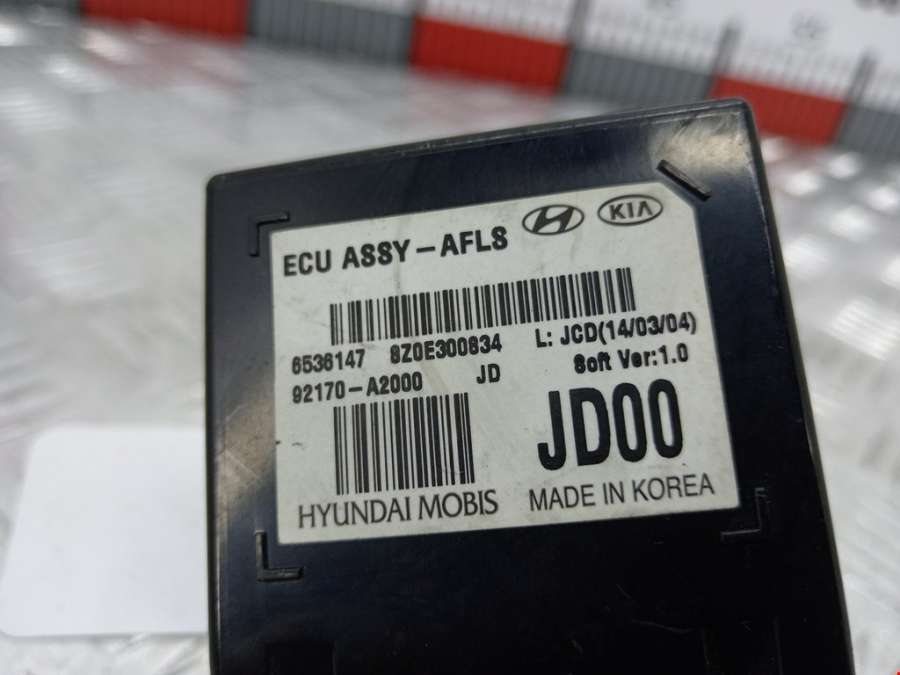 ECU ASSY-AFLS
KIA
6536147 8Z0E300834 L: JCD(14/03/04)
92170-A2000 JD Soft Ver:1.0
JD00
HYUNDAI MOBIS MADE IN KOREA